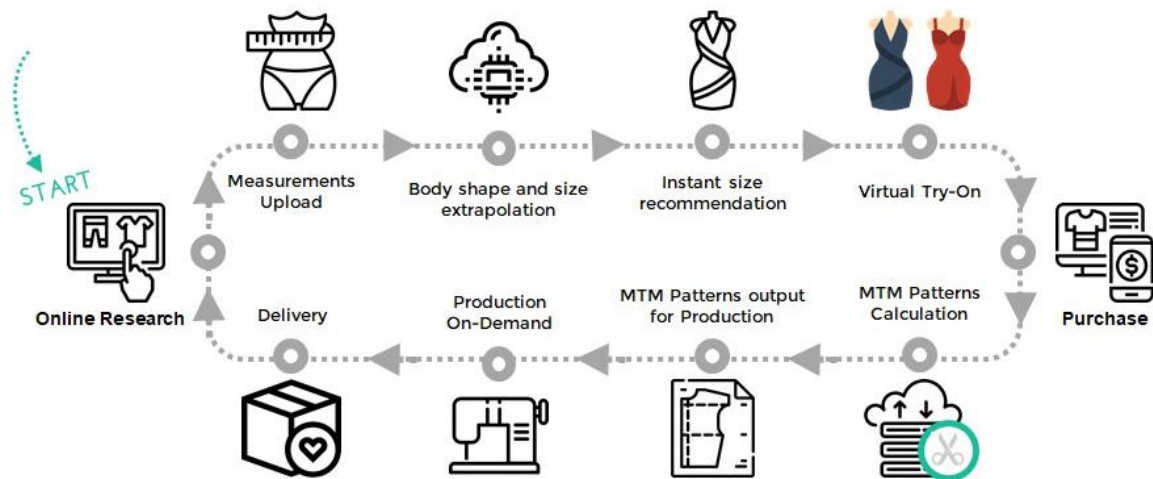 START
Online Research
Measurements
Upload
Body shape and size
extrapolation
Instant size
recommendation
Virtual Try-On
Purchase
MTM Patterns
Calculation
MTM Patterns output
for Production
Production
On-Demand
Delivery
$